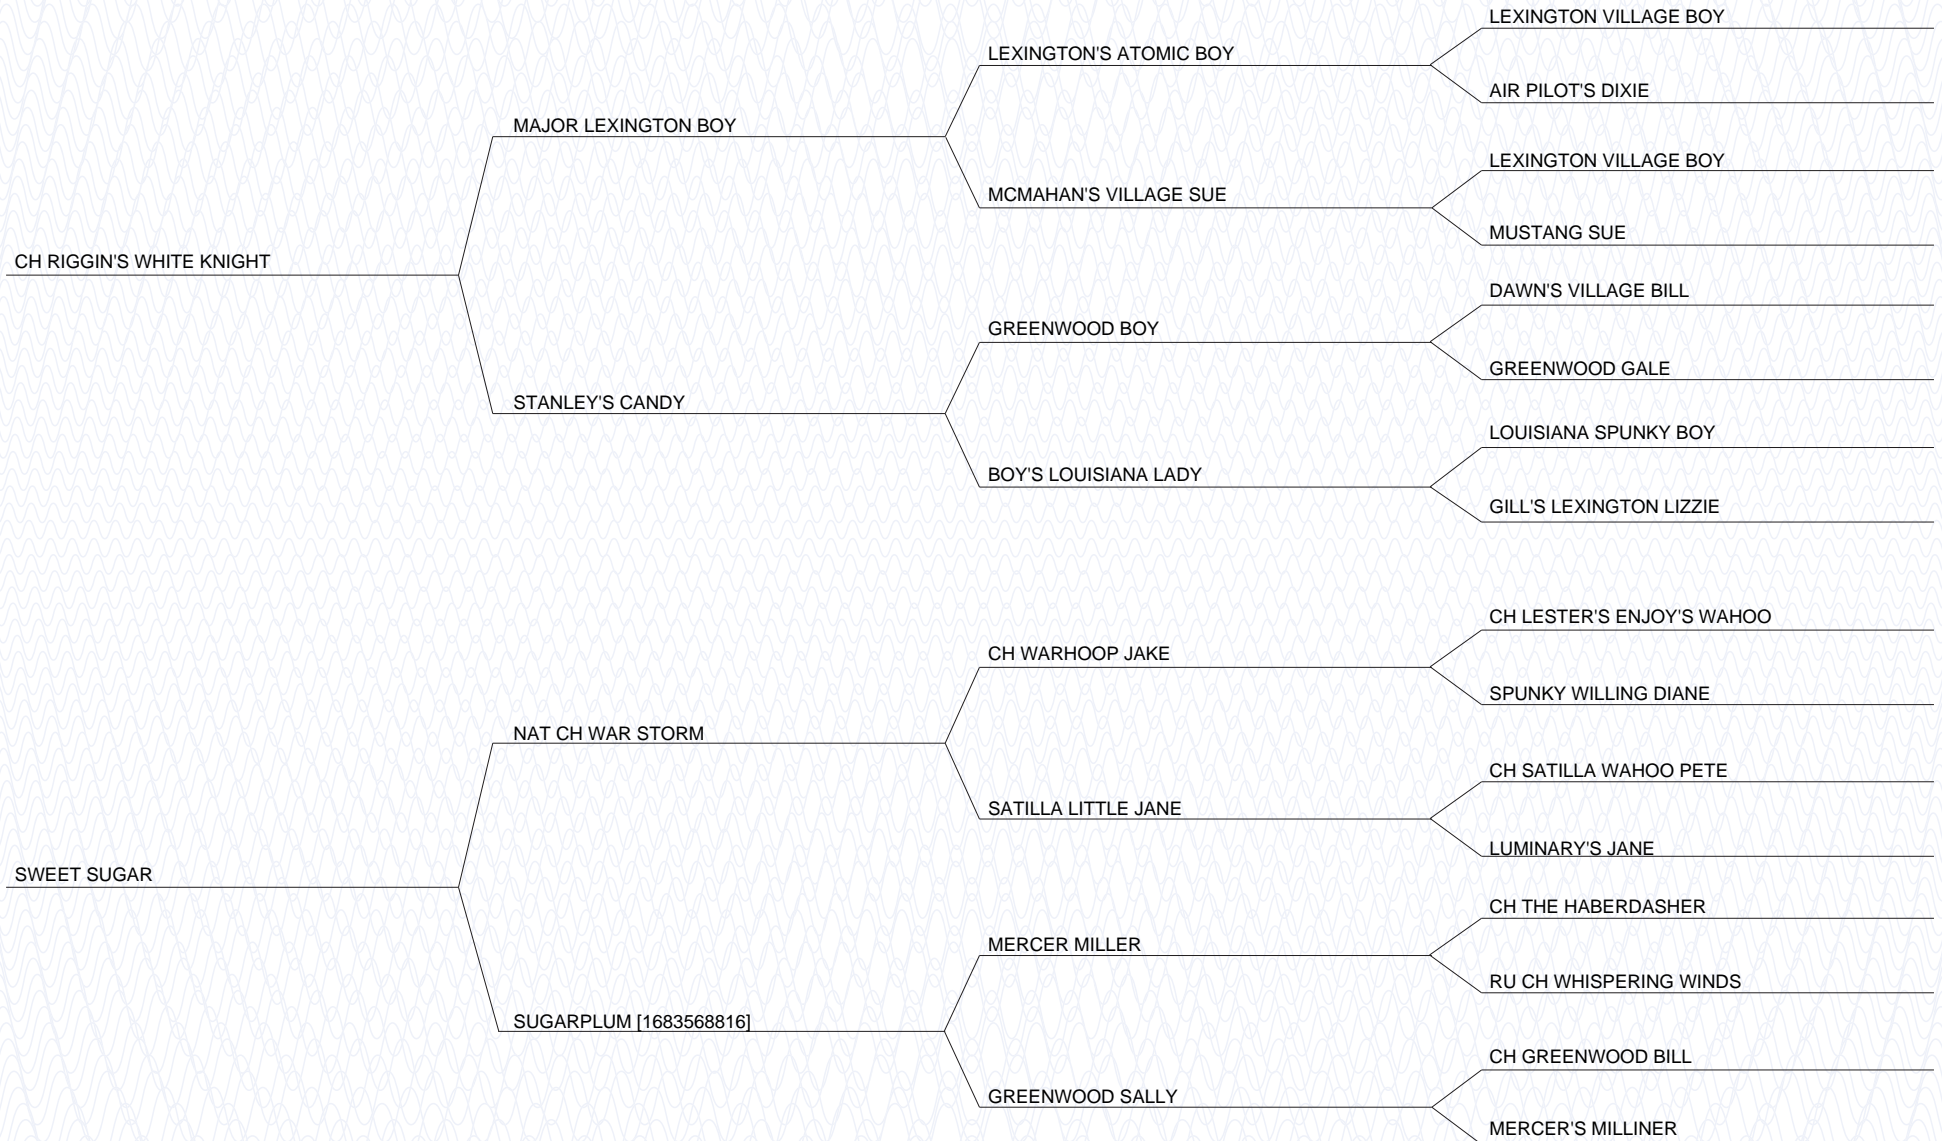 LEXINGTON VILLAGE BOY
LEXINGTON'S ATOMIC BOY
AIR PILOT'S DIXIE
MAJOR LEXINGTON BOY
LEXINGTON VILLAGE BOY
MCMAHAN'S VILLAGE SUE
MUSTANG SUE
CH RIGGIN'S WHITE KNIGHT
DAWN'S VILLAGE BILL
GREENWOOD BOY
GREENWOOD GALE
STANLEY'S CANDY
LOUISIANA SPUNKY BOY
BOY'S LOUISIANA LADY
GILL'S LEXINGTON LIZZIE
CH LESTER'S ENJOY'S WAHOO
CH WARHOOP JAKE
SPUNKY WILLING DIANE
NAT CH WAR STORM
CH SATILLA WAHOO PETE
SATILLA LITTLE JANE
LUMINARY'S JANE
SWEET SUGAR
CH THE HABERDASHER
MERCER MILLER
RU CH WHISPERING WINDS
SUGARPLUM [1683568816]
CH GREENWOOD BILL
GREENWOOD SALLY
MERCER'S MILLINER